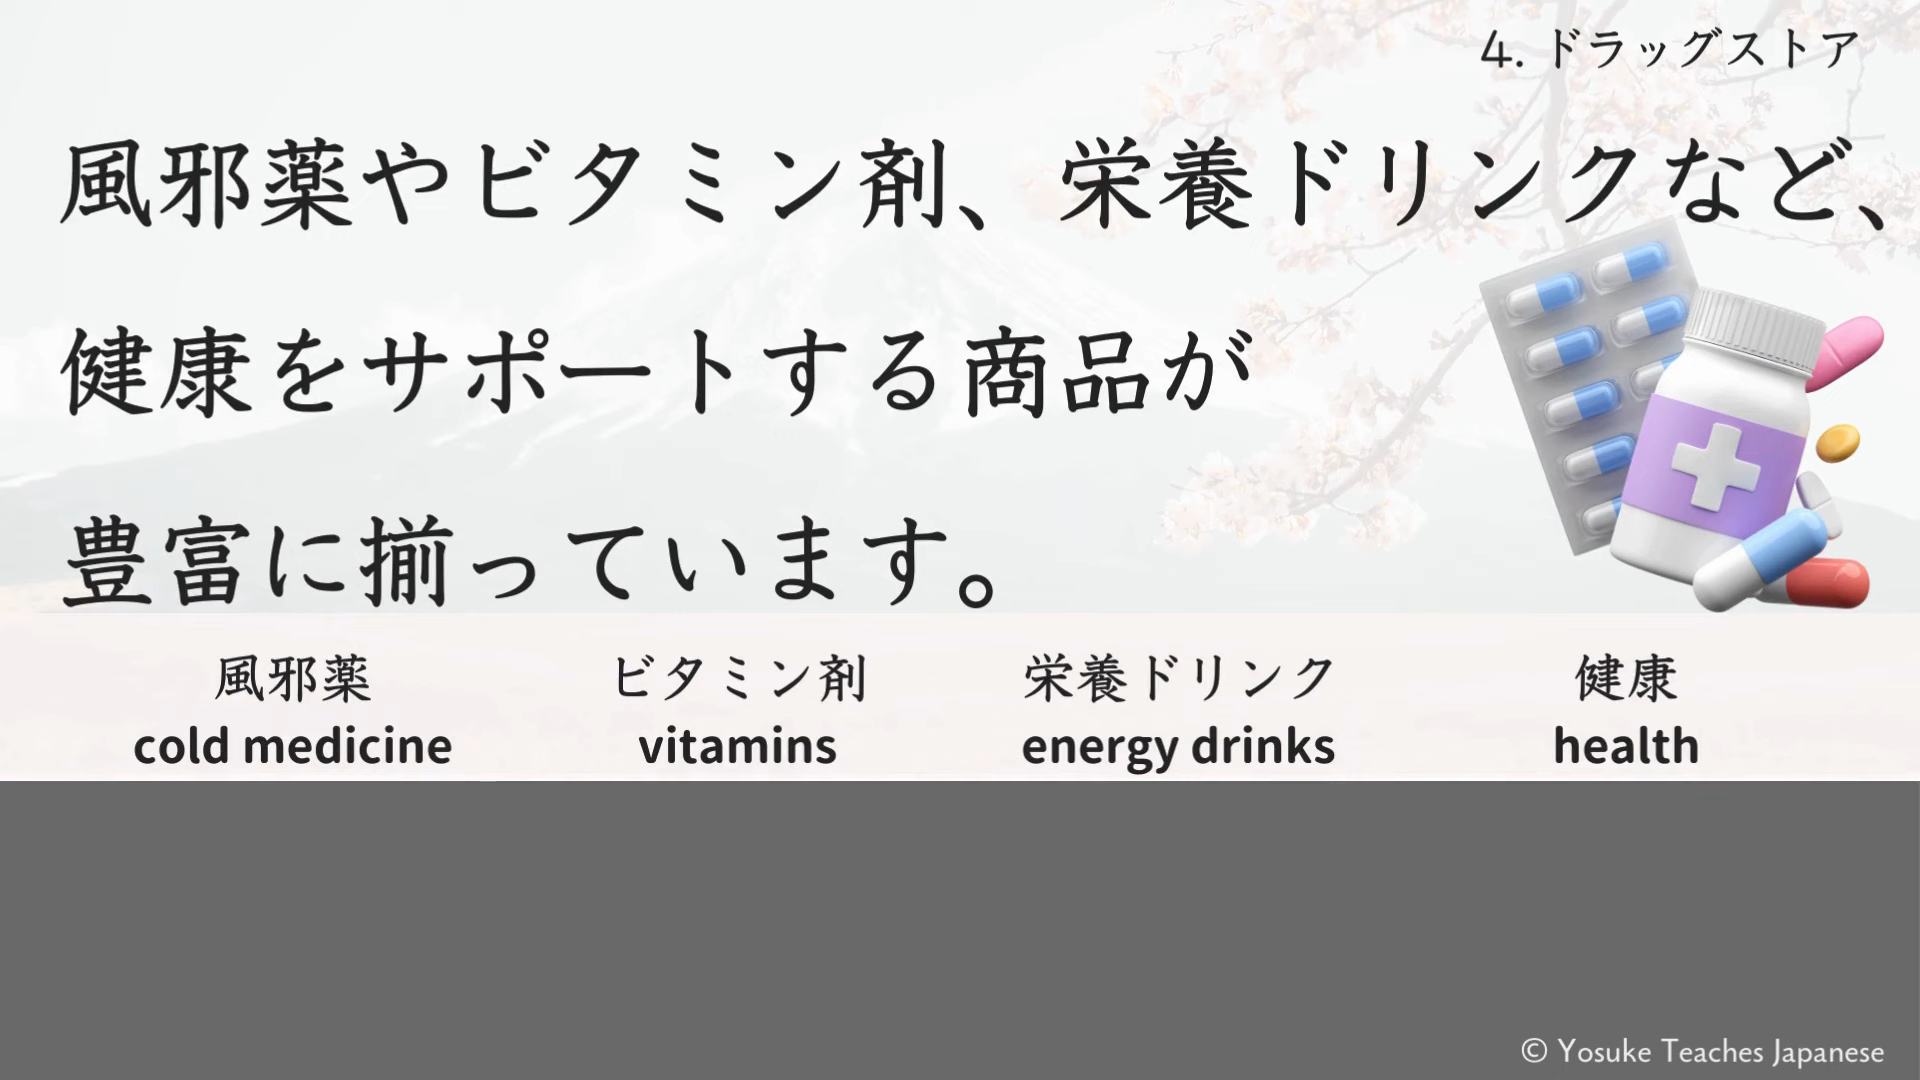 4. ドラッグストア
風邪薬やビタミン剤、栄養ドリンクなど、
健康をサポートする商品が
豊富に揃っています。
風邪薬
cold medicine
ビタミン剤
vitamins
栄養ドリンク
energy drinks
健康
health
© Yosuke Teaches Japanese